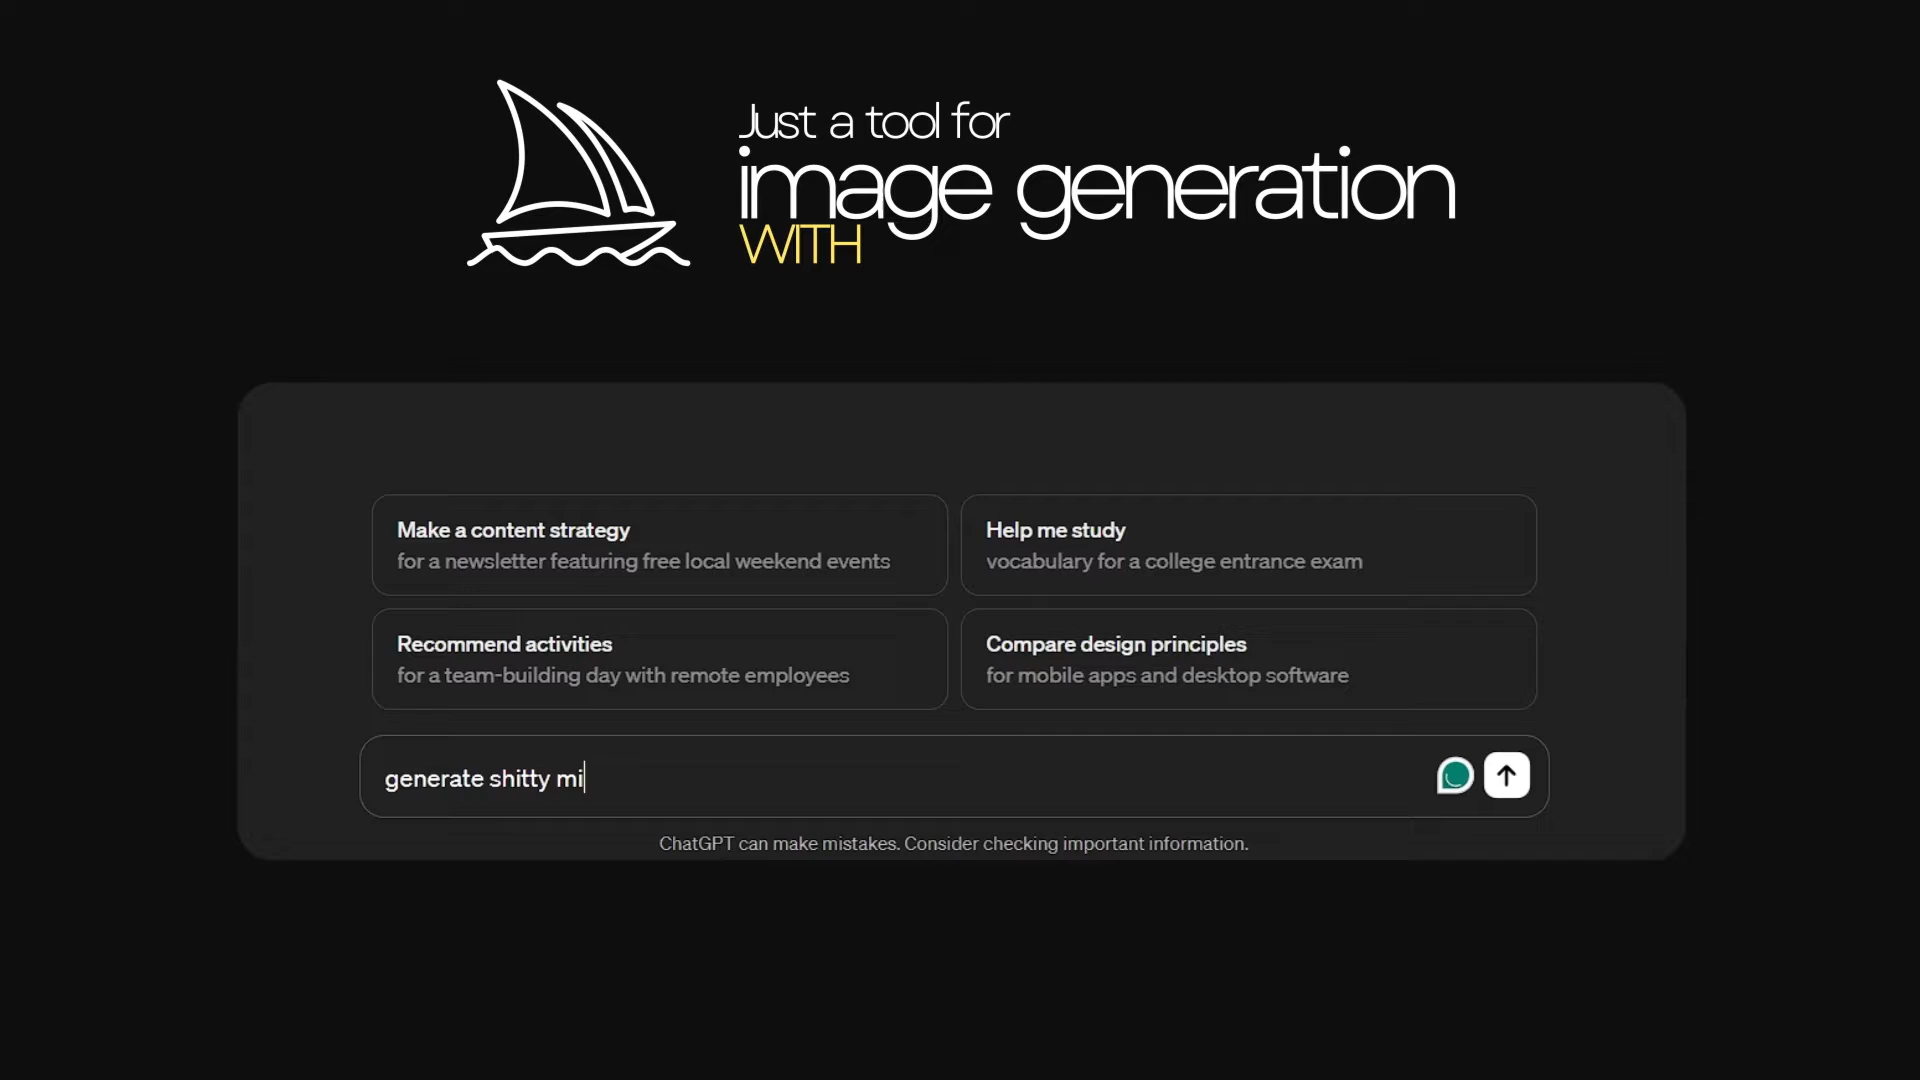 Just a tool for
image generation
WITH
Make a content strategy
for a newsletter featuring free local weekend events
Help me study
vocabulary for a college entrance exam
Recommend activities
for a team-building day with remote employees
Compare design principles
for mobile apps and desktop software
generate shitty mi
ChatGPT can make mistakes. Consider checking important information.